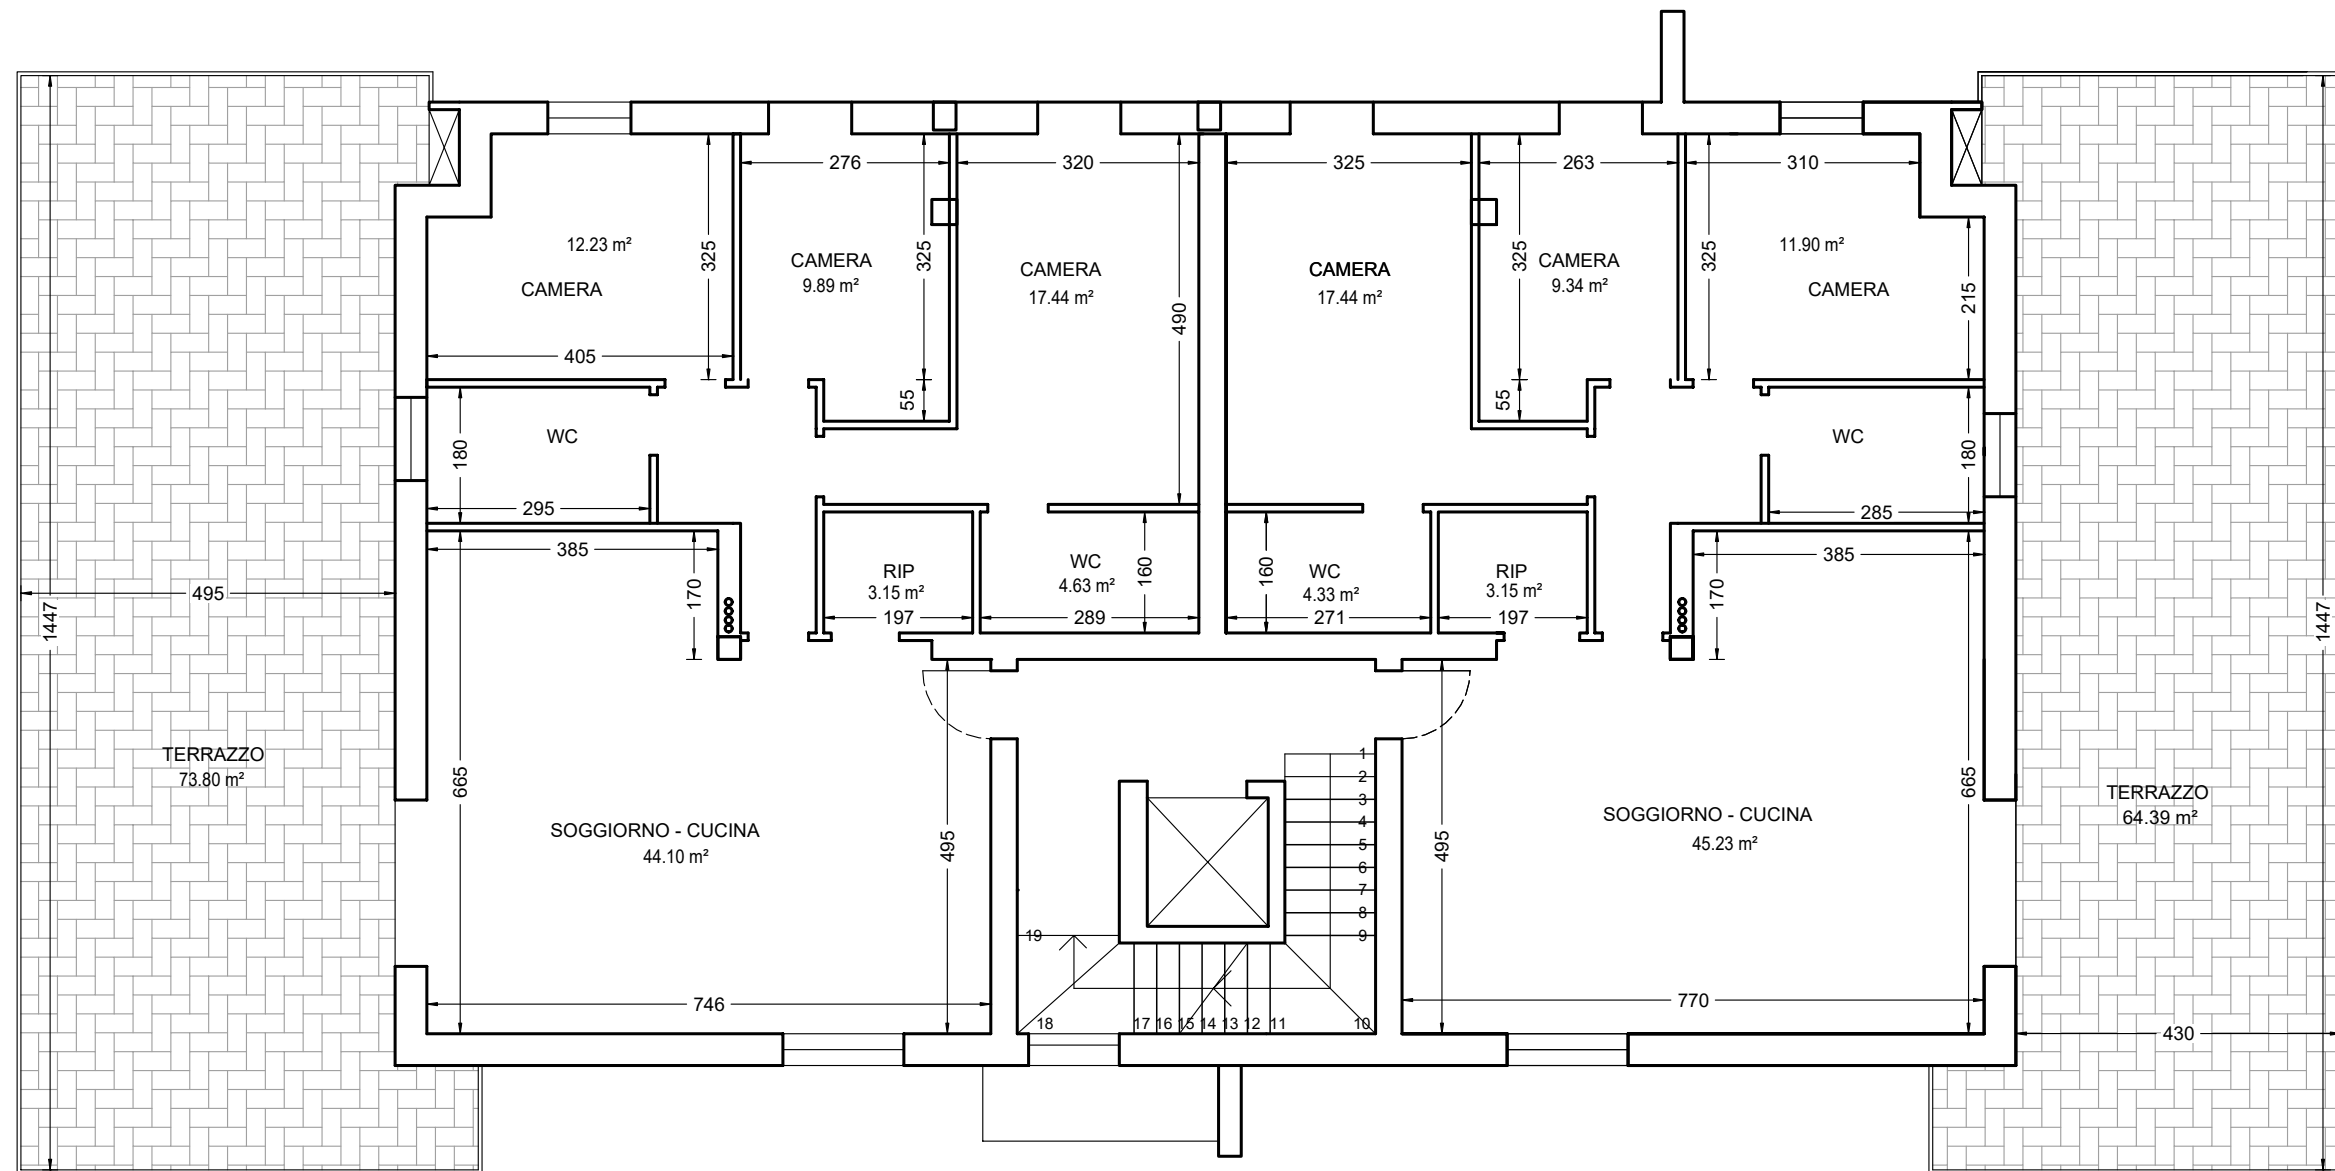 276
320
325
263
310
12.23 m²
CAMERA
325
CAMERA
9.89 m²
325
CAMERA
17.44 m²
490
CAMERA
17.44 m²
325
CAMERA
9.34 m²
325
11.90 m²
CAMERA
215
405
55
55
WC
180
295
WC
180
285
385
170
RIP
3.15 m²
197
WC
4.63 m²
160
289
160
WC
4.33 m²
271
RIP
3.15 m²
197
385
170
495
1447
1447
TERRAZZO
73.80 m²
665
SOGGIORNO - CUCINA
44.10 m²
495
495
SOGGIORNO - CUCINA
45.23 m²
665
TERRAZZO
64.39 m²
1
2
3
4
5
6
7
8
9
19
746
770
18
17
16
15
14
13
12
11
10
430